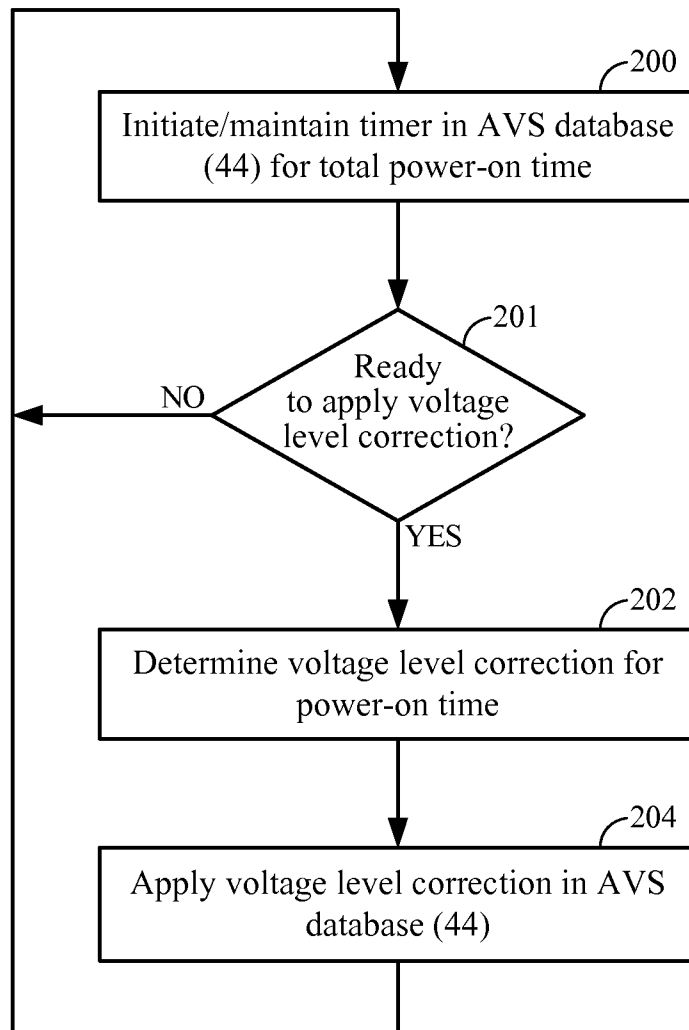 200
Initiate/maintain timer in AVS database
(44) for total power-on time
201
Ready
to apply voltage
level correction?
NO
YES
202
Determine voltage level correction for
power-on time
204
Apply voltage level correction in AVS
database (44)